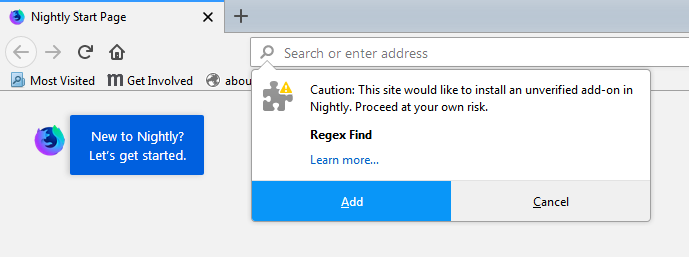 Nightly Start Page
Search or enter address
Most Visited
Get Involved
abou
Caution: This site would like to install an unverified add-on in
Nightly. Proceed at your own risk.
Regex Find
Learn more...
Add
Cancel
New to Nightly?
Let's get started.